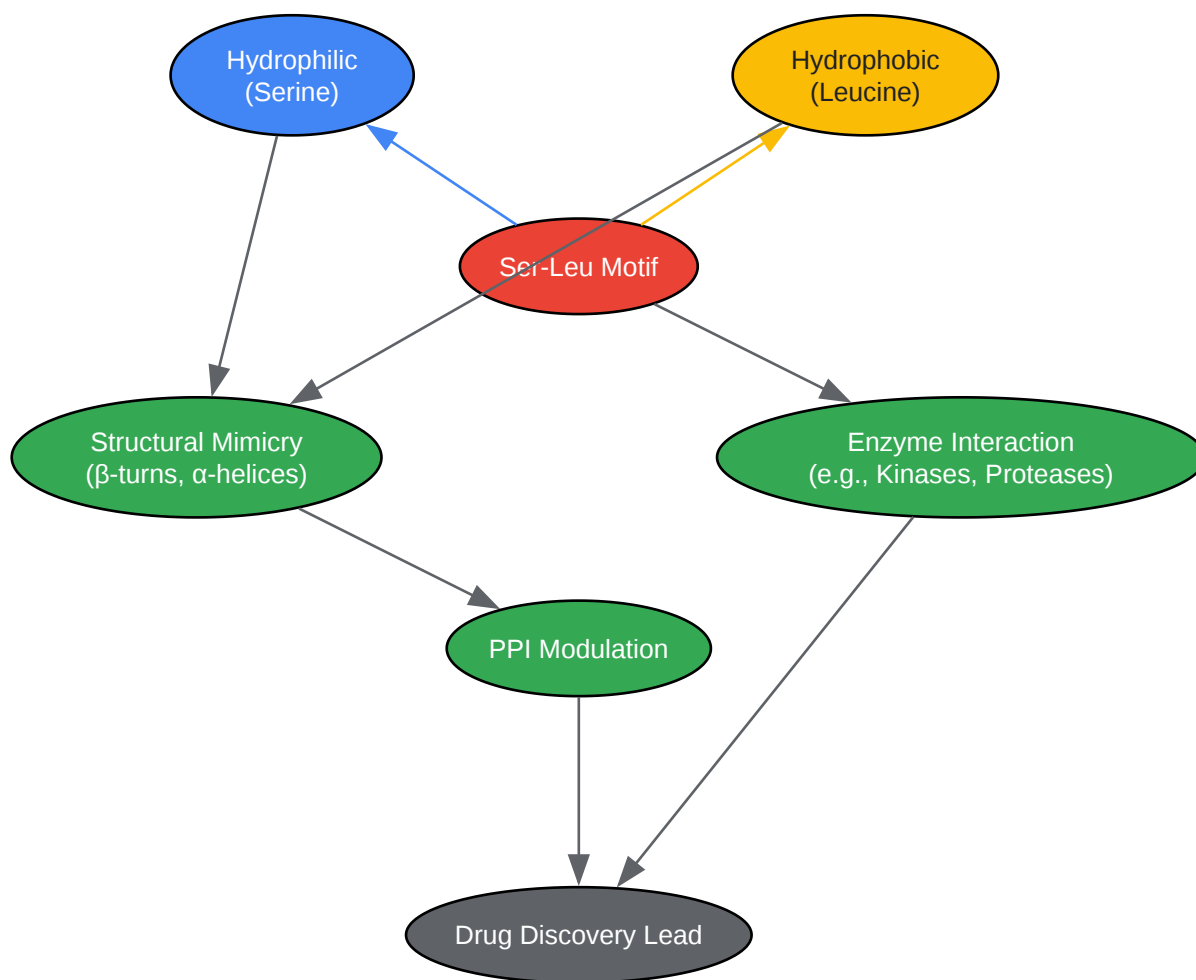 Hydrophilic
(Serine)
Hydrophobic
(Leucine)
Ser-Leu Motif
Structural Mimicry
(β-turns, α-helices)
Enzyme Interaction
(e.g., Kinases, Proteases)
PPI Modulation
Drug Discovery Lead